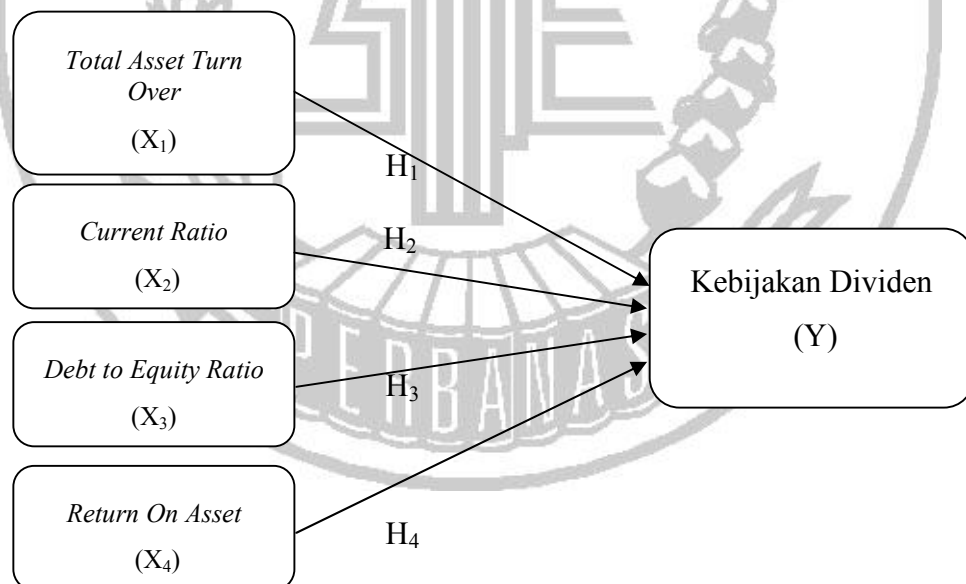 Total Asset Turn
Over
(X₁)
H₁
Current Ratio
(X₂)
H₂
Kebijakan Dividen
(Y)
Debt to Equity Ratio
(X₃)
H₃
Return On Asset
(X₄)
H₄
PERBANAS